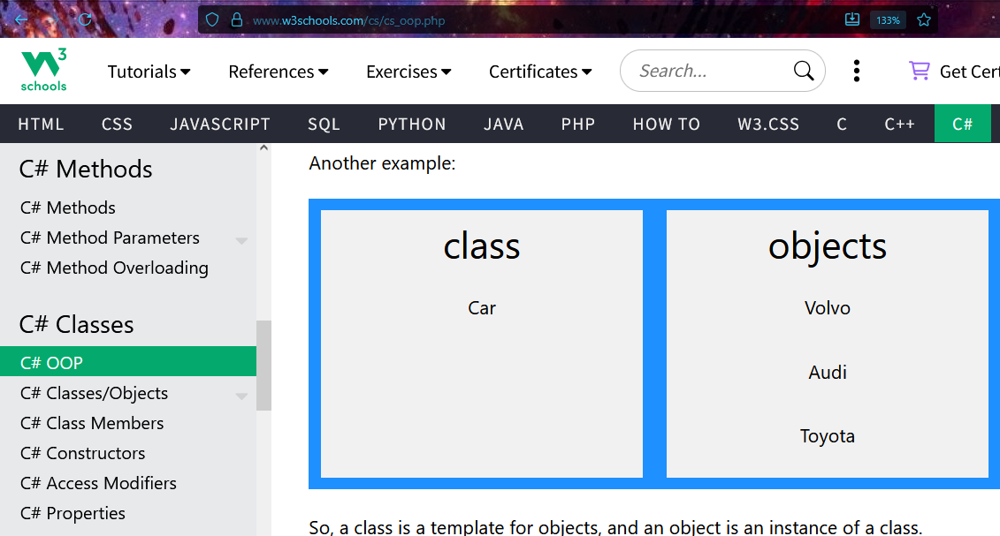 www.w3schools.com/cs/cs_oop.php
133%
W3
schools
Tutorials
References
Exercises
Certificates
Search...
Get Cert
HTML
CSS
JAVASCRIPT
SQL
PYTHON
JAVA
PHP
HOW TO
W3.CSS
C
C++
C#
C# Methods
C# Methods
C# Method Parameters
C# Method Overloading
C# Classes
C# OOP
C# Classes/Objects
C# Class Members
C# Constructors
C# Access Modifiers
C# Properties
Another example:
class
Car
objects
Volvo
Audi
Toyota
So, a class is a template for objects, and an object is an instance of a class.